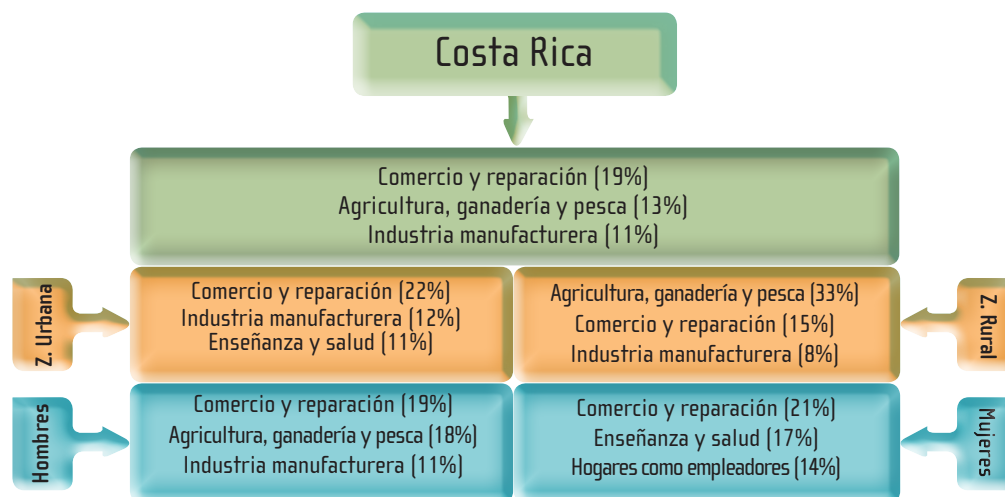 Costa Rica
Comercio y reparación (19%)
Agricultura, ganadería y pesca (13%)
Industria manufacturera (11%)
Z. Urbana
Comercio y reparación (22%)
Industria manufacturera (12%)
Enseñanza y salud (11%)
Agricultura, ganadería y pesca (33%)
Comercio y reparación (15%)
Industria manufacturera (8%)
Z. Rural
Hombres
Comercio y reparación (19%)
Agricultura, ganadería y pesca (18%)
Industria manufacturera (11%)
Comercio y reparación (21%)
Enseñanza y salud (17%)
Hogares como empleadores (14%)
Mujeres